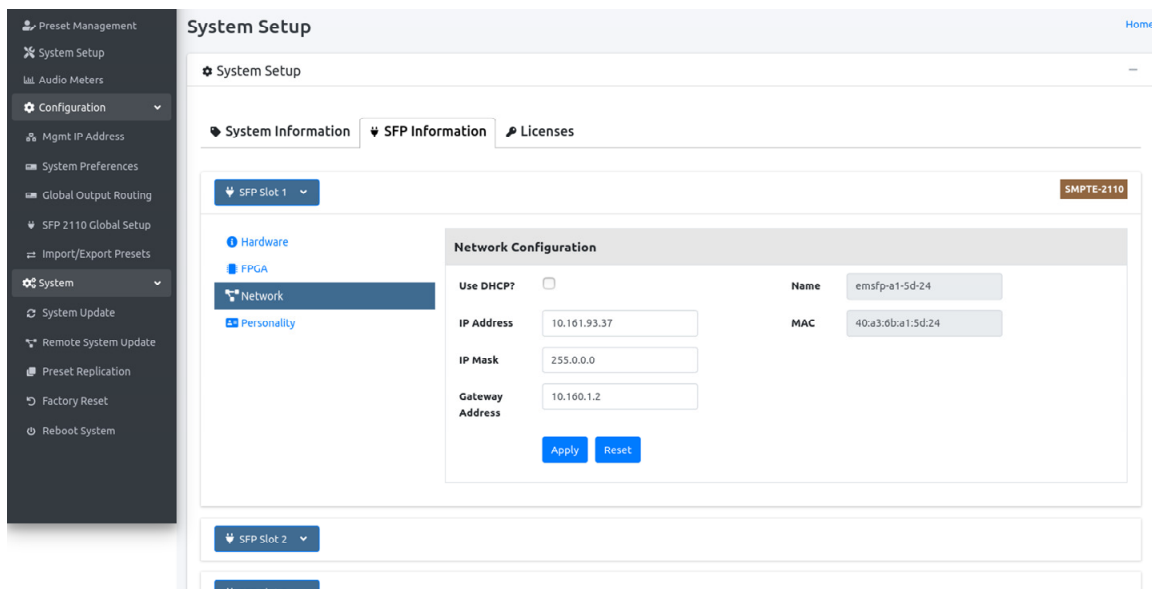 Preset Management
System Setup
Audio Meters
Configuration
Mgmt IP Address
System Preferences
Global Output Routing
SFP 2110 Global Setup
Import/Export Presets
System
System Update
Remote System Update
Preset Replication
Factory Reset
Reboot System
System Setup
Home
System Setup
System Information
SFP Information
Licenses
SFP Slot 1
SMPTE-2110
Hardware
FPGA
Network
Personality
Network Configuration
Use DHCP?
Name
emsfp-a1-5d-24
IP Address
10.161.93.37
MAC
40:a3:6b:a1:5d:24
IP Mask
255.0.0.0
Gateway
Address
10.160.1.2
Apply
Reset
SFP Slot 2